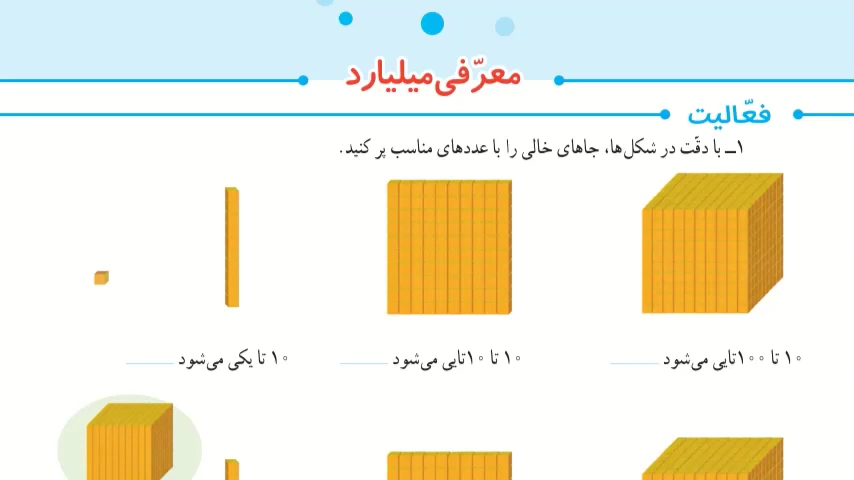 معرّفی میلیارد
فعّالیت
۱ــ با دقّت در شکل‌ها، جاهای خالی را با عددهای مناسب پر کنید.
۱۰ تا یکی می‌شود
۱۰ تا ۱۰تایی می‌شود
۱۰ تا ۱۰۰تایی می‌شود